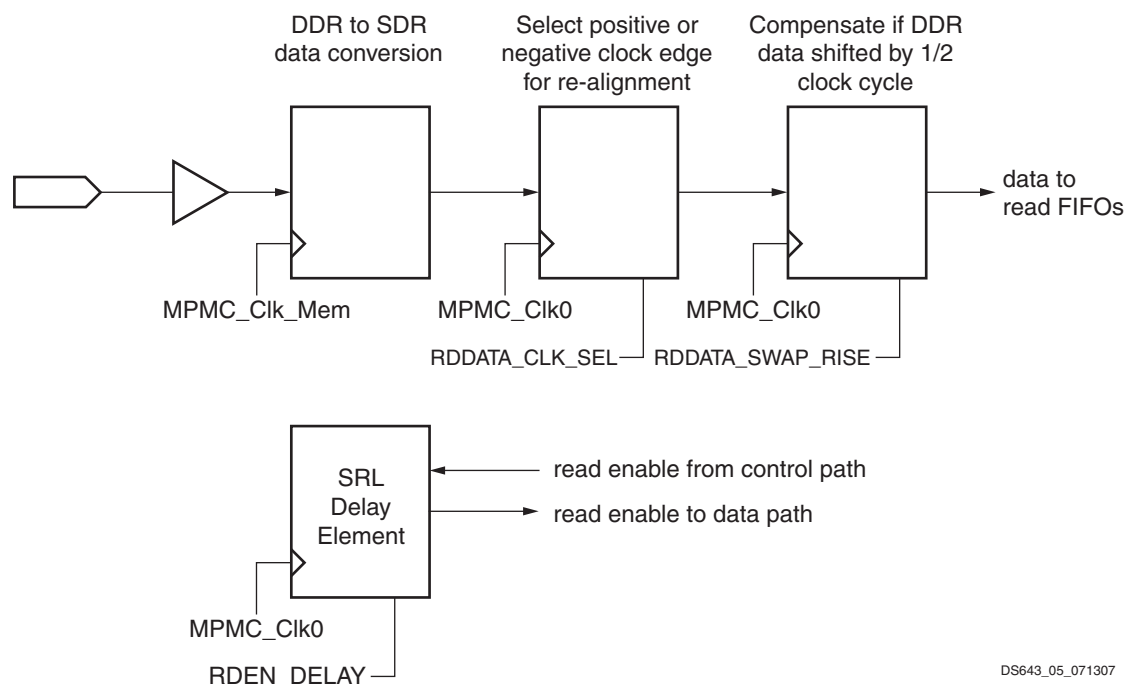 DDR to SDR
data conversion
Select positive or
negative clock edge
for re-alignment
Compensate if DDR
data shifted by 1/2
clock cycle
data to
read FIFOs
MPMC_Clk_Mem
MPMC_Clk0
MPMC_Clk0
RDDATA_CLK_SEL
RDDATA_SWAP_RISE
SRL
Delay
Element
read enable from control path
read enable to data path
MPMC_Clk0
RDEN_DELAY
DS643_05_071307